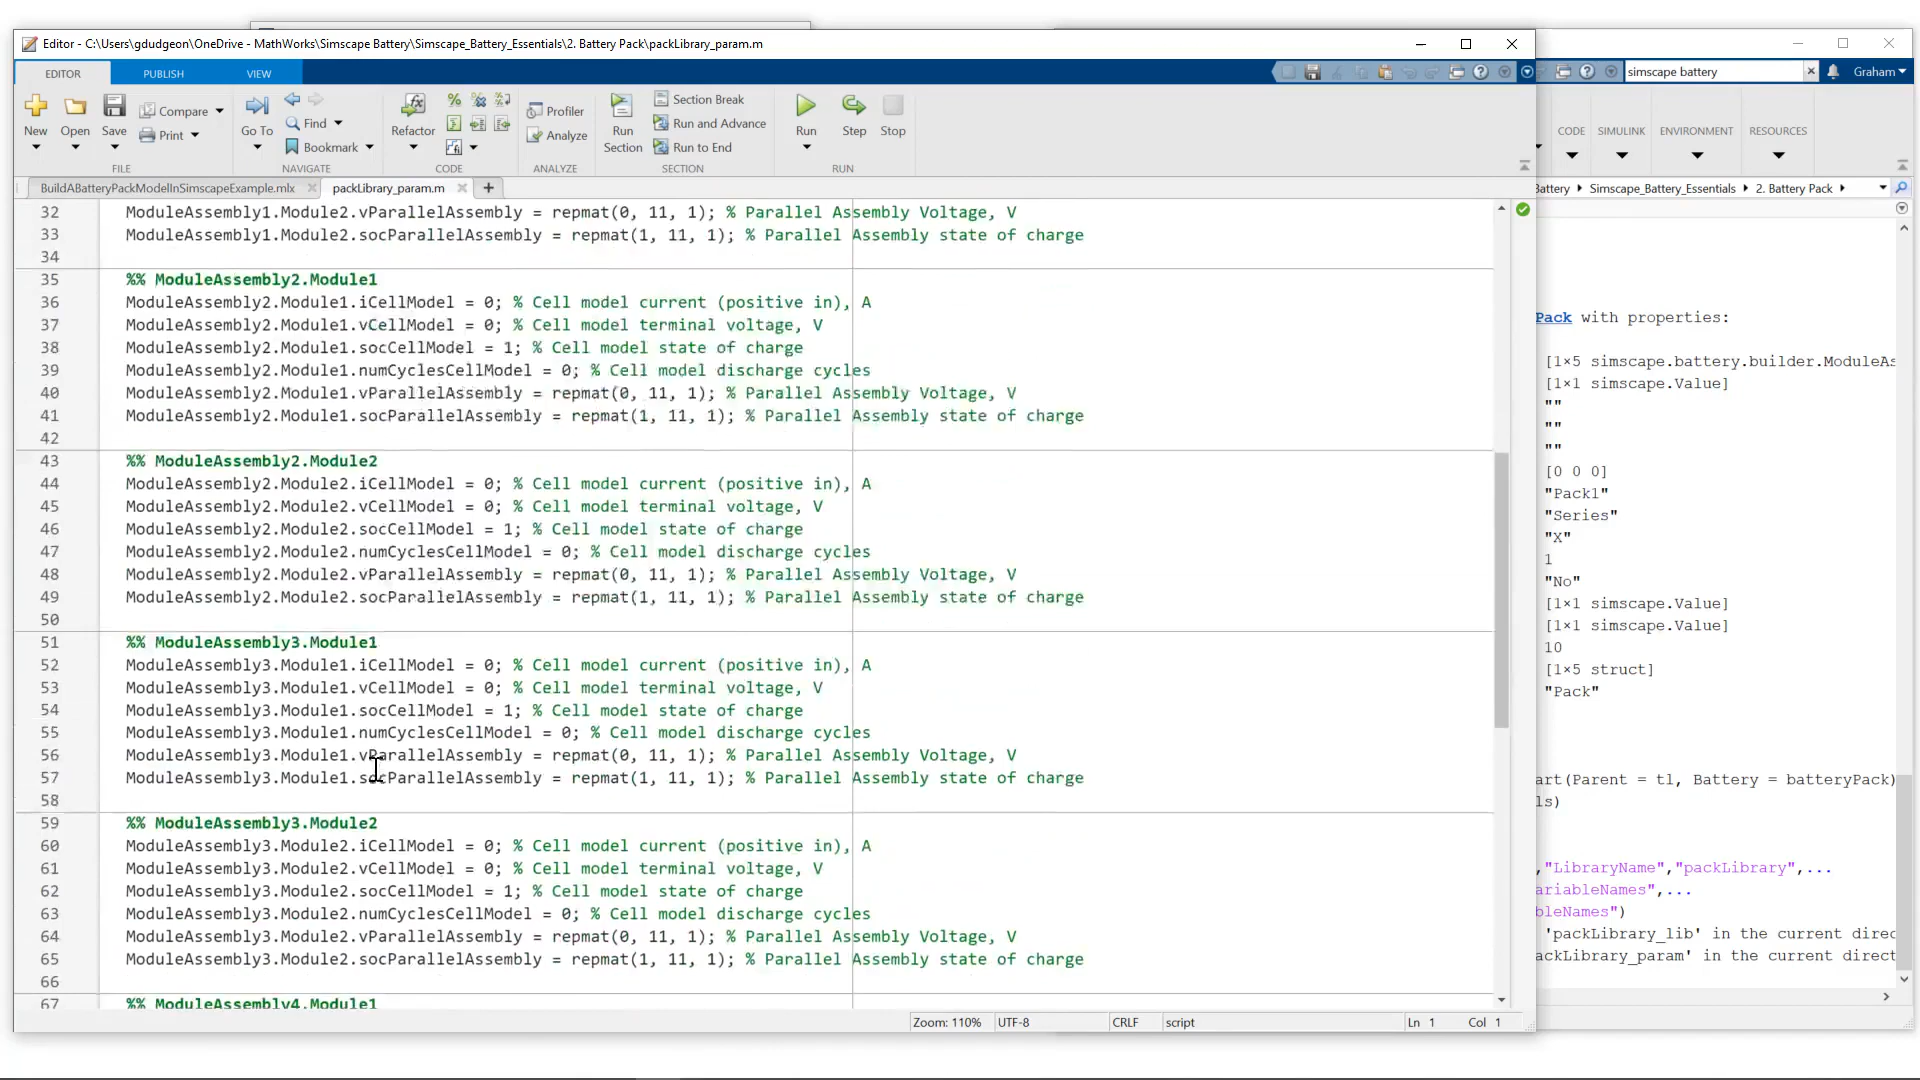 Editor - C:\Users\gdudgeon\OneDrive - MathWorks\Simscape Battery\Simscape_Battery_Essentials\2. Battery Pack\packLibrary_param.m
EDITOR PUBLISH VIEW
simscape battery
Graham
New
Open
Save
Compare
Print
FILE
Go To
Find
Bookmark
NAVIGATE
Refactor
CODE
Profiler
Analyze
ANALYZE
Run Section
Section Break
Run and Advance
Run to End
SECTION
Run
Step
Stop
RUN
CODE SIMULINK ENVIRONMENT RESOURCES
BuildABatteryPackModelInSimscapeExample.mlx packLibrary_param.m
attery Simscape_Battery_Essentials 2. Battery Pack
32 ModuleAssembly1.Module2.vParallelAssembly = repmat(0, 11, 1); % Parallel Assembly Voltage, V
33 ModuleAssembly1.Module2.socParallelAssembly = repmat(1, 11, 1); % Parallel Assembly state of charge
34
35 %% ModuleAssembly2.Module1
36 ModuleAssembly2.Module1.iCellModel = 0; % Cell model current (positive in), A
37 ModuleAssembly2.Module1.vCellModel = 0; % Cell model terminal voltage, V
38 ModuleAssembly2.Module1.socCellModel = 1; % Cell model state of charge
39 ModuleAssembly2.Module1.numCyclesCellModel = 0; % Cell model discharge cycles
40 ModuleAssembly2.Module1.vParallelAssembly = repmat(0, 11, 1); % Parallel Assembly Voltage, V
41 ModuleAssembly2.Module1.socParallelAssembly = repmat(1, 11, 1); % Parallel Assembly state of charge
42
43 %% ModuleAssembly2.Module2
44 ModuleAssembly2.Module2.iCellModel = 0; % Cell model current (positive in), A
45 ModuleAssembly2.Module2.vCellModel = 0; % Cell model terminal voltage, V
46 ModuleAssembly2.Module2.socCellModel = 1; % Cell model state of charge
47 ModuleAssembly2.Module2.numCyclesCellModel = 0; % Cell model discharge cycles
48 ModuleAssembly2.Module2.vParallelAssembly = repmat(0, 11, 1); % Parallel Assembly Voltage, V
49 ModuleAssembly2.Module2.socParallelAssembly = repmat(1, 11, 1); % Parallel Assembly state of charge
50
51 %% ModuleAssembly3.Module1
52 ModuleAssembly3.Module1.iCellModel = 0; % Cell model current (positive in), A
53 ModuleAssembly3.Module1.vCellModel = 0; % Cell model terminal voltage, V
54 ModuleAssembly3.Module1.socCellModel = 1; % Cell model state of charge
55 ModuleAssembly3.Module1.numCyclesCellModel = 0; % Cell model discharge cycles
56 ModuleAssembly3.Module1.vParallelAssembly = repmat(0, 11, 1); % Parallel Assembly Voltage, V
57 ModuleAssembly3.Module1.socParallelAssembly = repmat(1, 11, 1); % Parallel Assembly state of charge
58
59 %% ModuleAssembly3.Module2
60 ModuleAssembly3.Module2.iCellModel = 0; % Cell model current (positive in), A
61 ModuleAssembly3.Module2.vCellModel = 0; % Cell model terminal voltage, V
62 ModuleAssembly3.Module2.socCellModel = 1; % Cell model state of charge
63 ModuleAssembly3.Module2.numCyclesCellModel = 0; % Cell model discharge cycles
64 ModuleAssembly3.Module2.vParallelAssembly = repmat(0, 11, 1); % Parallel Assembly Voltage, V
65 ModuleAssembly3.Module2.socParallelAssembly = repmat(1, 11, 1); % Parallel Assembly state of charge
66
67 %% ModuleAssembly4.Module1
Zoom: 110% UTF-8 CRLF script Ln 1 Col 1
Pack with properties:
[1×5 simscape.battery.builder.ModuleAs
[1×1 simscape.Value]
""
""
""
[0 0 0]
"Pack1"
"Series"
"X"
1
"No"
[1×1 simscape.Value]
[1×1 simscape.Value]
10
[1×5 struct]
"Pack"
art(Parent = tl, Battery = batteryPack)
ls)
,"LibraryName","packLibrary",...
ariableNames",...
bleNames")
'packLibrary_lib' in the current direc
ackLibrary_param' in the current direct